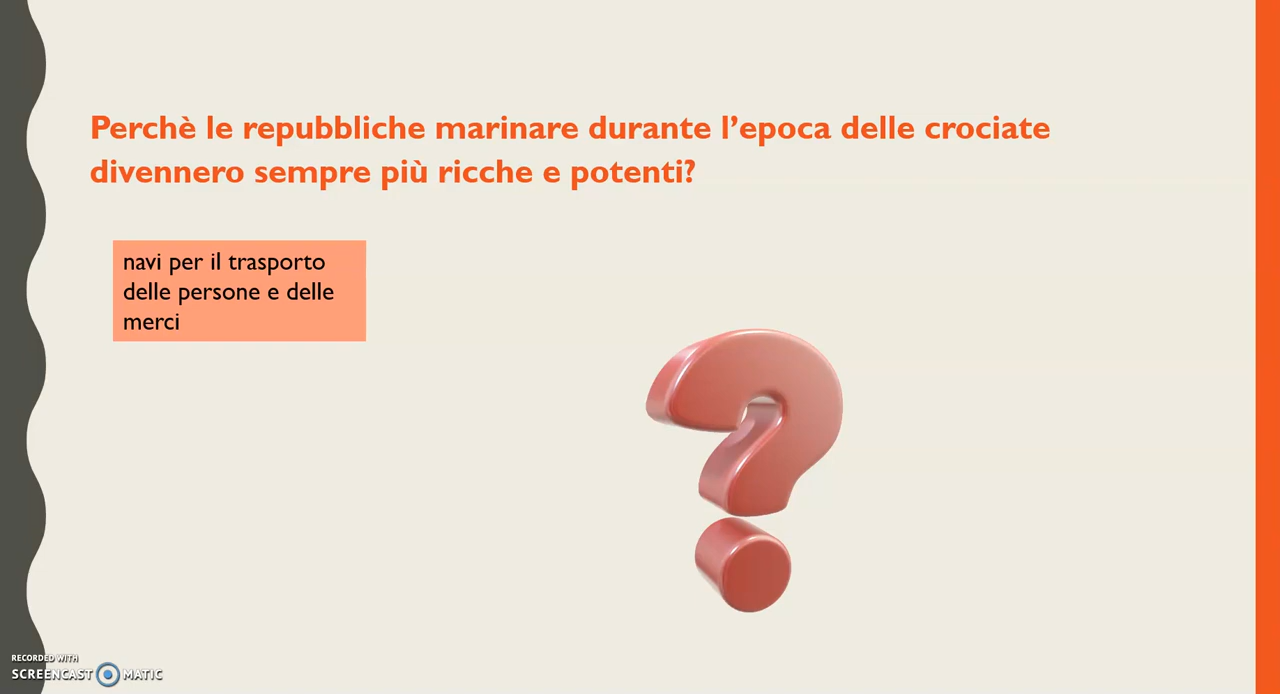 Perchè le repubbliche marinare durante l’epoca delle crociate
divennero sempre più ricche e potenti?
navi per il trasporto
delle persone e delle
merci
RECORDED WITH
SCREENCAST MATIC